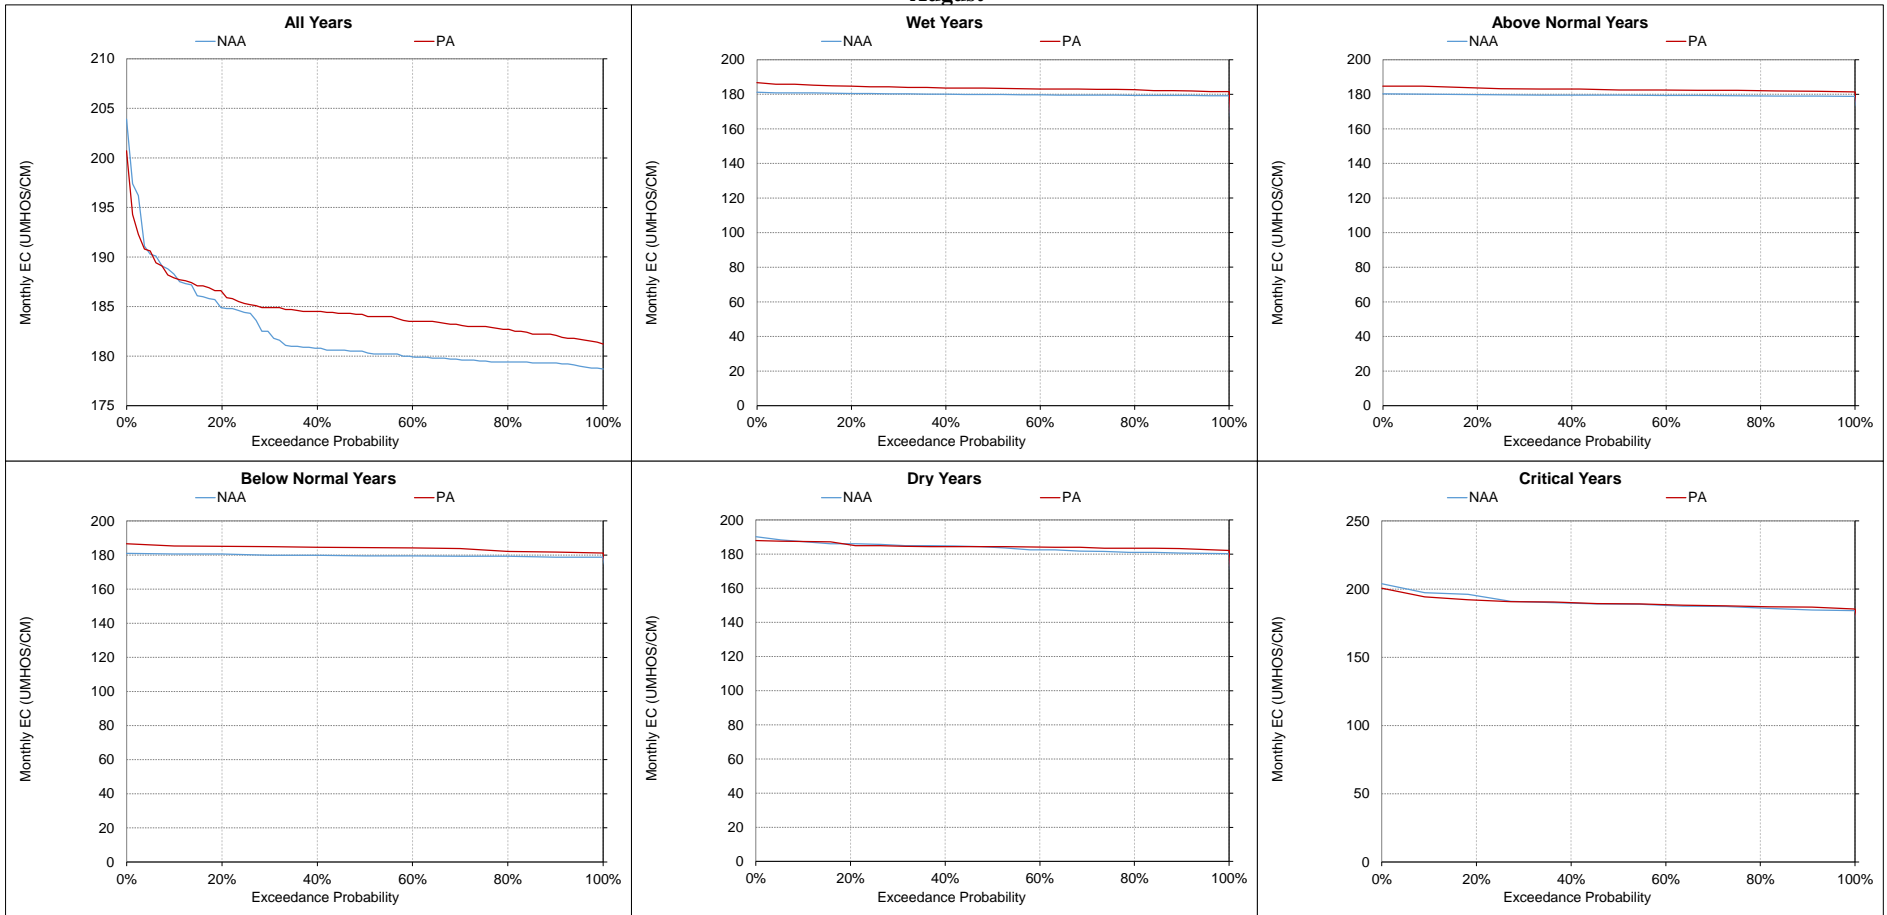 August
All Years
NAA PA
210
205
200
195
190
185
180
175
0% 20% 40% 60% 80% 100%
Monthly EC (UMHOS/CM)
Exceedance Probability
Wet Years
NAA PA
200
180
160
140
120
100
80
60
40
20
0
0% 20% 40% 60% 80% 100%
Monthly EC (UMHOS/CM)
Exceedance Probability
Above Normal Years
NAA PA
200
180
160
140
120
100
80
60
40
20
0
0% 20% 40% 60% 80% 100%
Monthly EC (UMHOS/CM)
Exceedance Probability
Below Normal Years
NAA PA
200
180
160
140
120
100
80
60
40
20
0
0% 20% 40% 60% 80% 100%
Monthly EC (UMHOS/CM)
Exceedance Probability
Dry Years
NAA PA
200
180
160
140
120
100
80
60
40
20
0
0% 20% 40% 60% 80% 100%
Monthly EC (UMHOS/CM)
Exceedance Probability
Critical Years
NAA PA
250
200
150
100
50
0
0% 20% 40% 60% 80% 100%
Monthly EC (UMHOS/CM)
Exceedance Probability